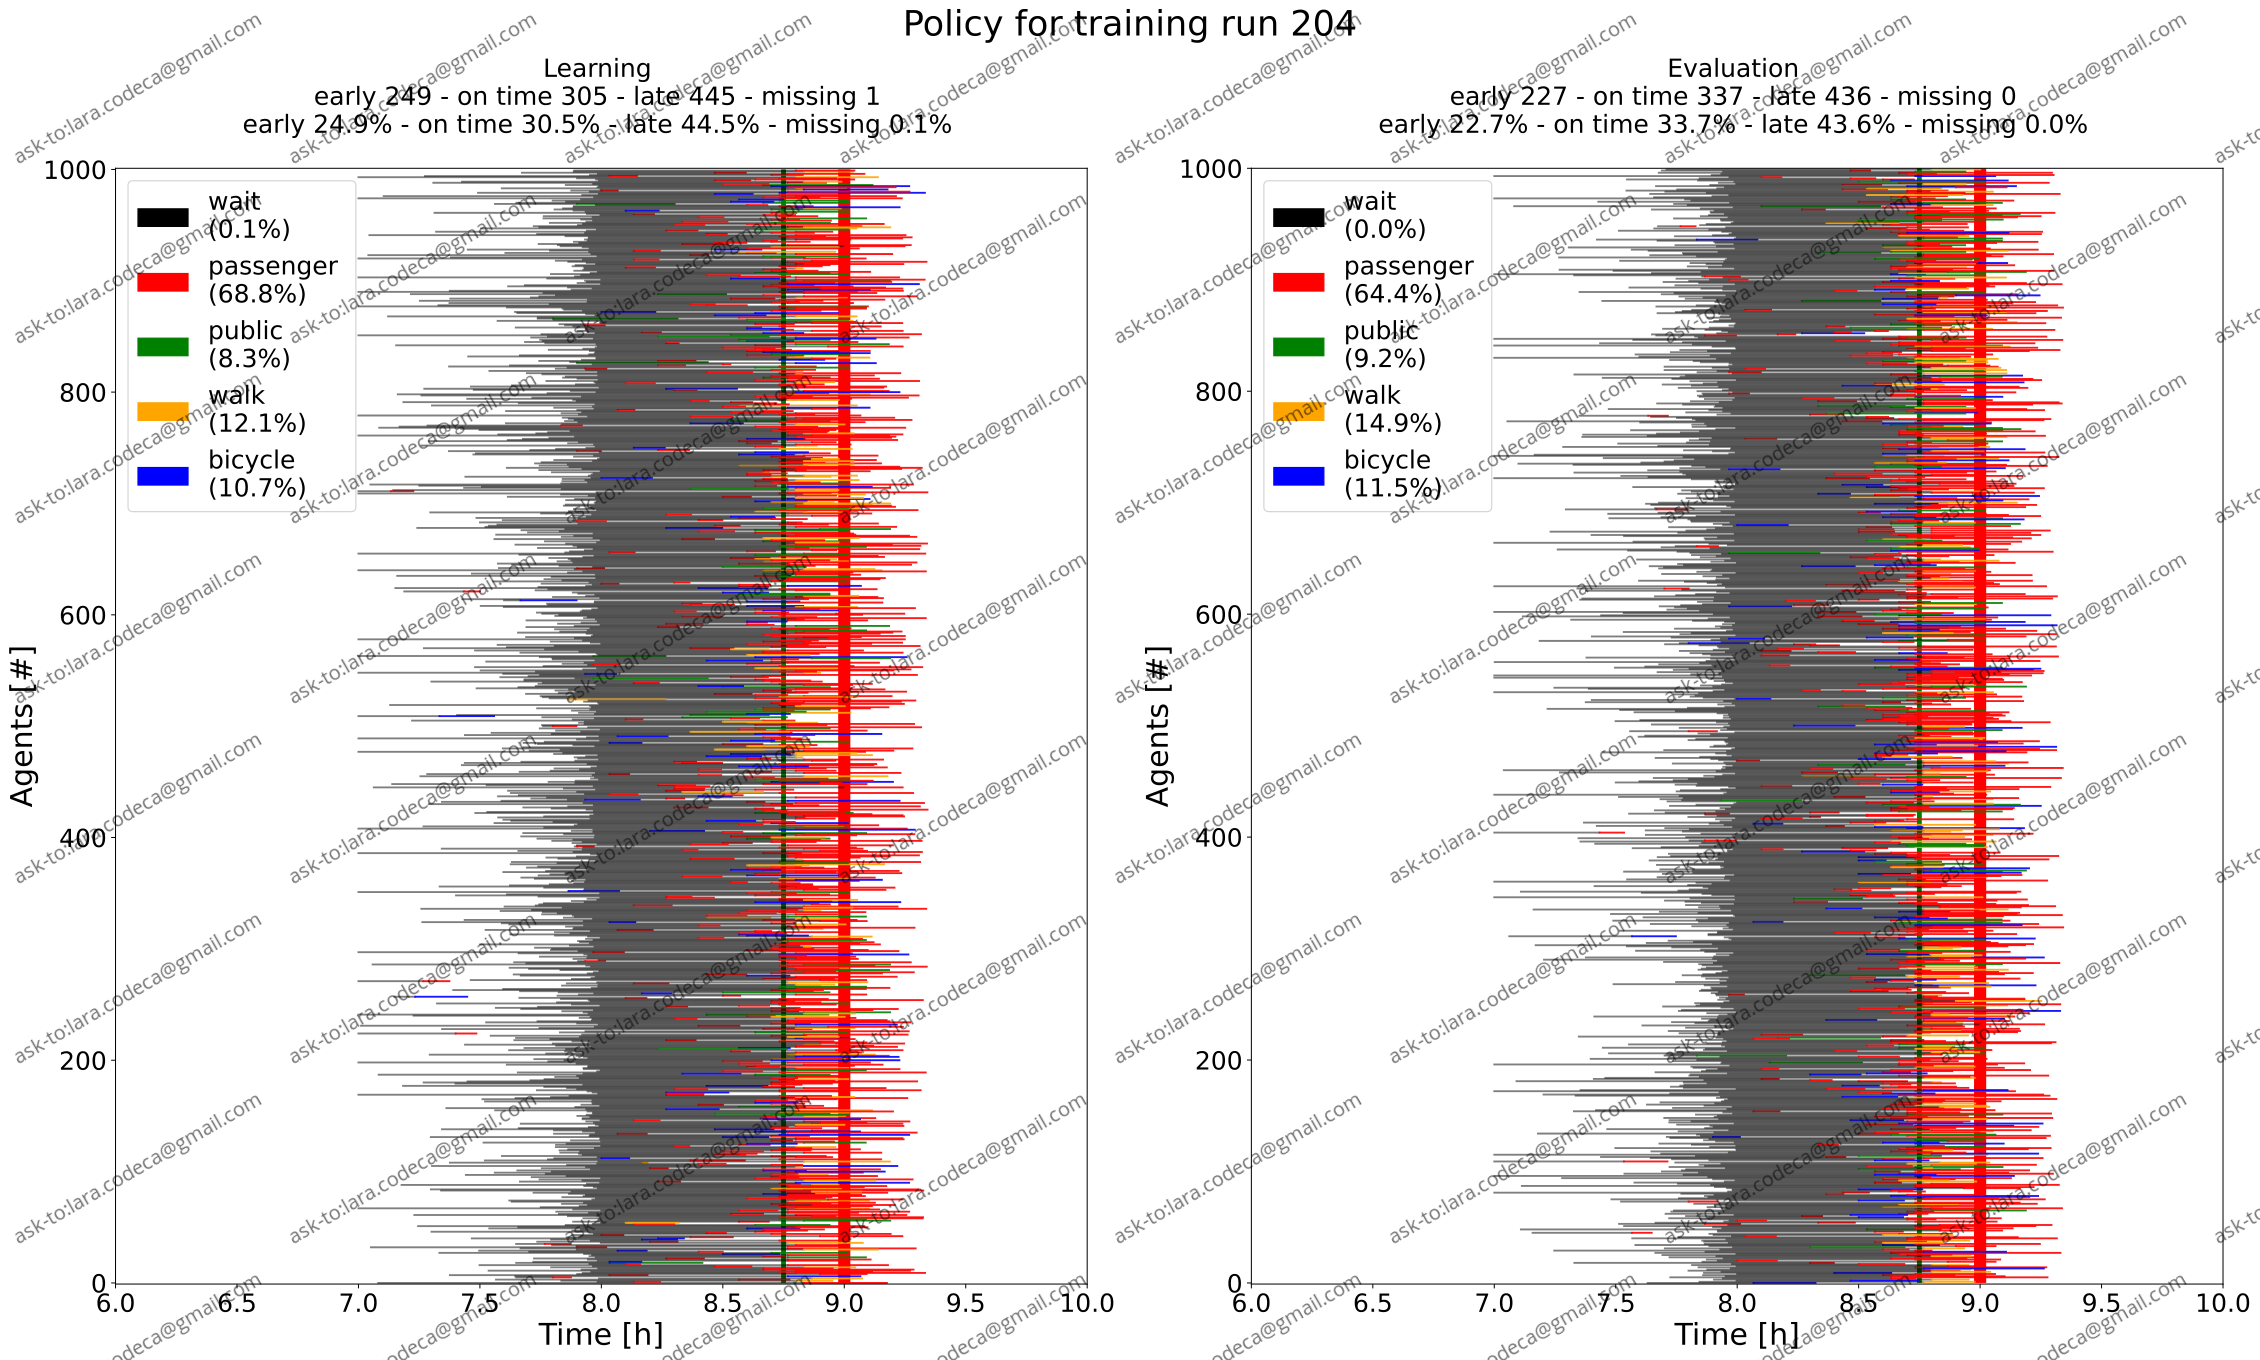 Policy for training run 204
Learning
early 249 - on time 305 - late 445 - missing 1
early 24.9% - on time 30.5% - late 44.5% - missing 0.1%
1000
800
600
400
200
0
Agents [#]
wait
(0.1%)
passenger
(68.8%)
public
(8.3%)
walk
(12.1%)
bicycle
(10.7%)
6.0 6.5 7.0 7.5 8.0 8.5 9.0 9.5 10.0
Time [h]
Evaluation
early 227 - on time 337 - late 436 - missing 0
early 22.7% - on time 33.7% - late 43.6% - missing 0.0%
1000
800
600
400
200
0
Agents [#]
wait
(0.0%)
passenger
(64.4%)
public
(9.2%)
walk
(14.9%)
bicycle
(11.5%)
6.0 6.5 7.0 7.5 8.0 8.5 9.0 9.5 10.0
Time [h]
ask-to:lara.codeca@gmail.com